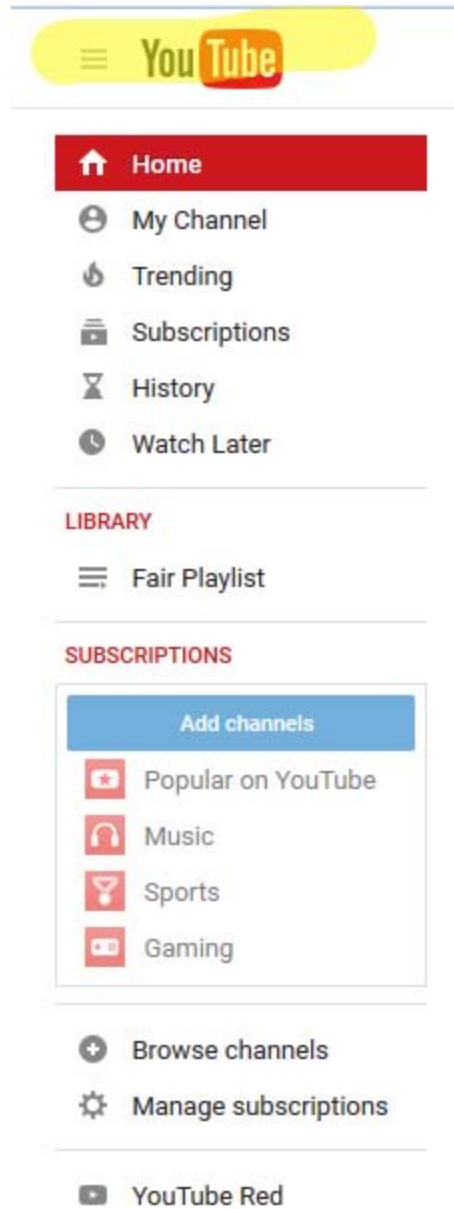 YouTube
Home
My Channel
Trending
Subscriptions
History
Watch Later
LIBRARY
Fair Playlist
SUBSCRIPTIONS
Add channels
Popular on YouTube
Music
Sports
Gaming
Browse channels
Manage subscriptions
YouTube Red